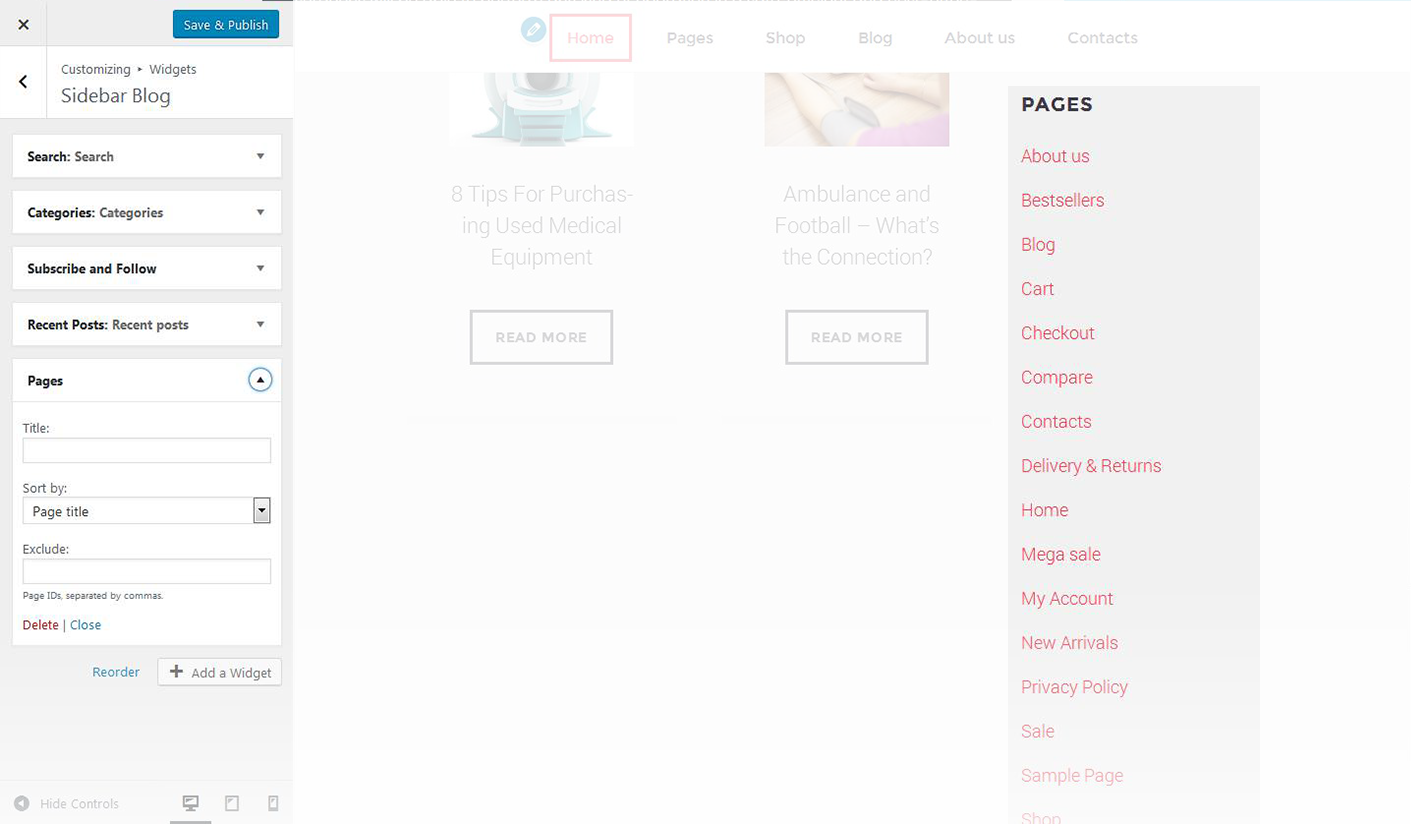 Save & Publish
Customizing ▸ Widgets
Sidebar Blog
Search: Search
Categories: Categories
Subscribe and Follow
Recent Posts: Recent posts
Pages
Title:
Sort by:
Page title
Exclude:
Page IDs, separated by commas.
Delete | Close
Reorder
Add a Widget
Hide Controls
Home
Pages
Shop
Blog
About us
Contacts
8 Tips For Purchas-
ing Used Medical
Equipment
READ MORE
Ambulance and
Football – What's
the Connection?
READ MORE
PAGES
About us
Bestsellers
Blog
Cart
Checkout
Compare
Contacts
Delivery & Returns
Home
Mega sale
My Account
New Arrivals
Privacy Policy
Sale
Sample Page
Shop